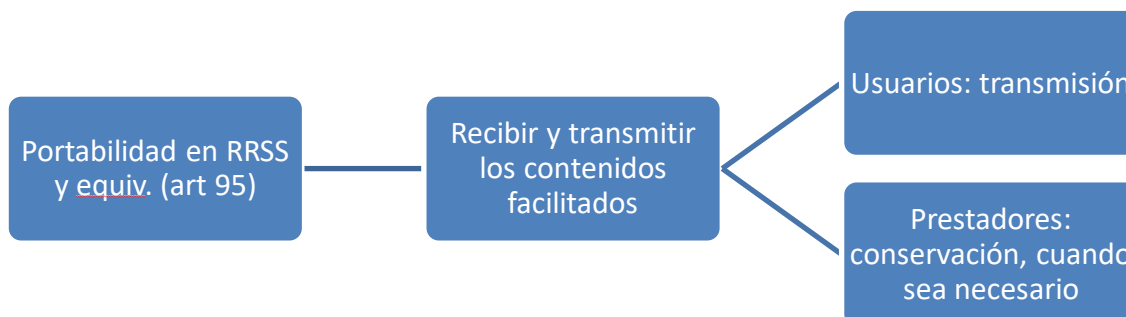 Portabilidad en RRSS
y equiv. (art 95)
Recibir y transmitir
los contenidos
facilitados
Usuarios: transmisión
Prestadores:
conservación, cuando
sea necesario